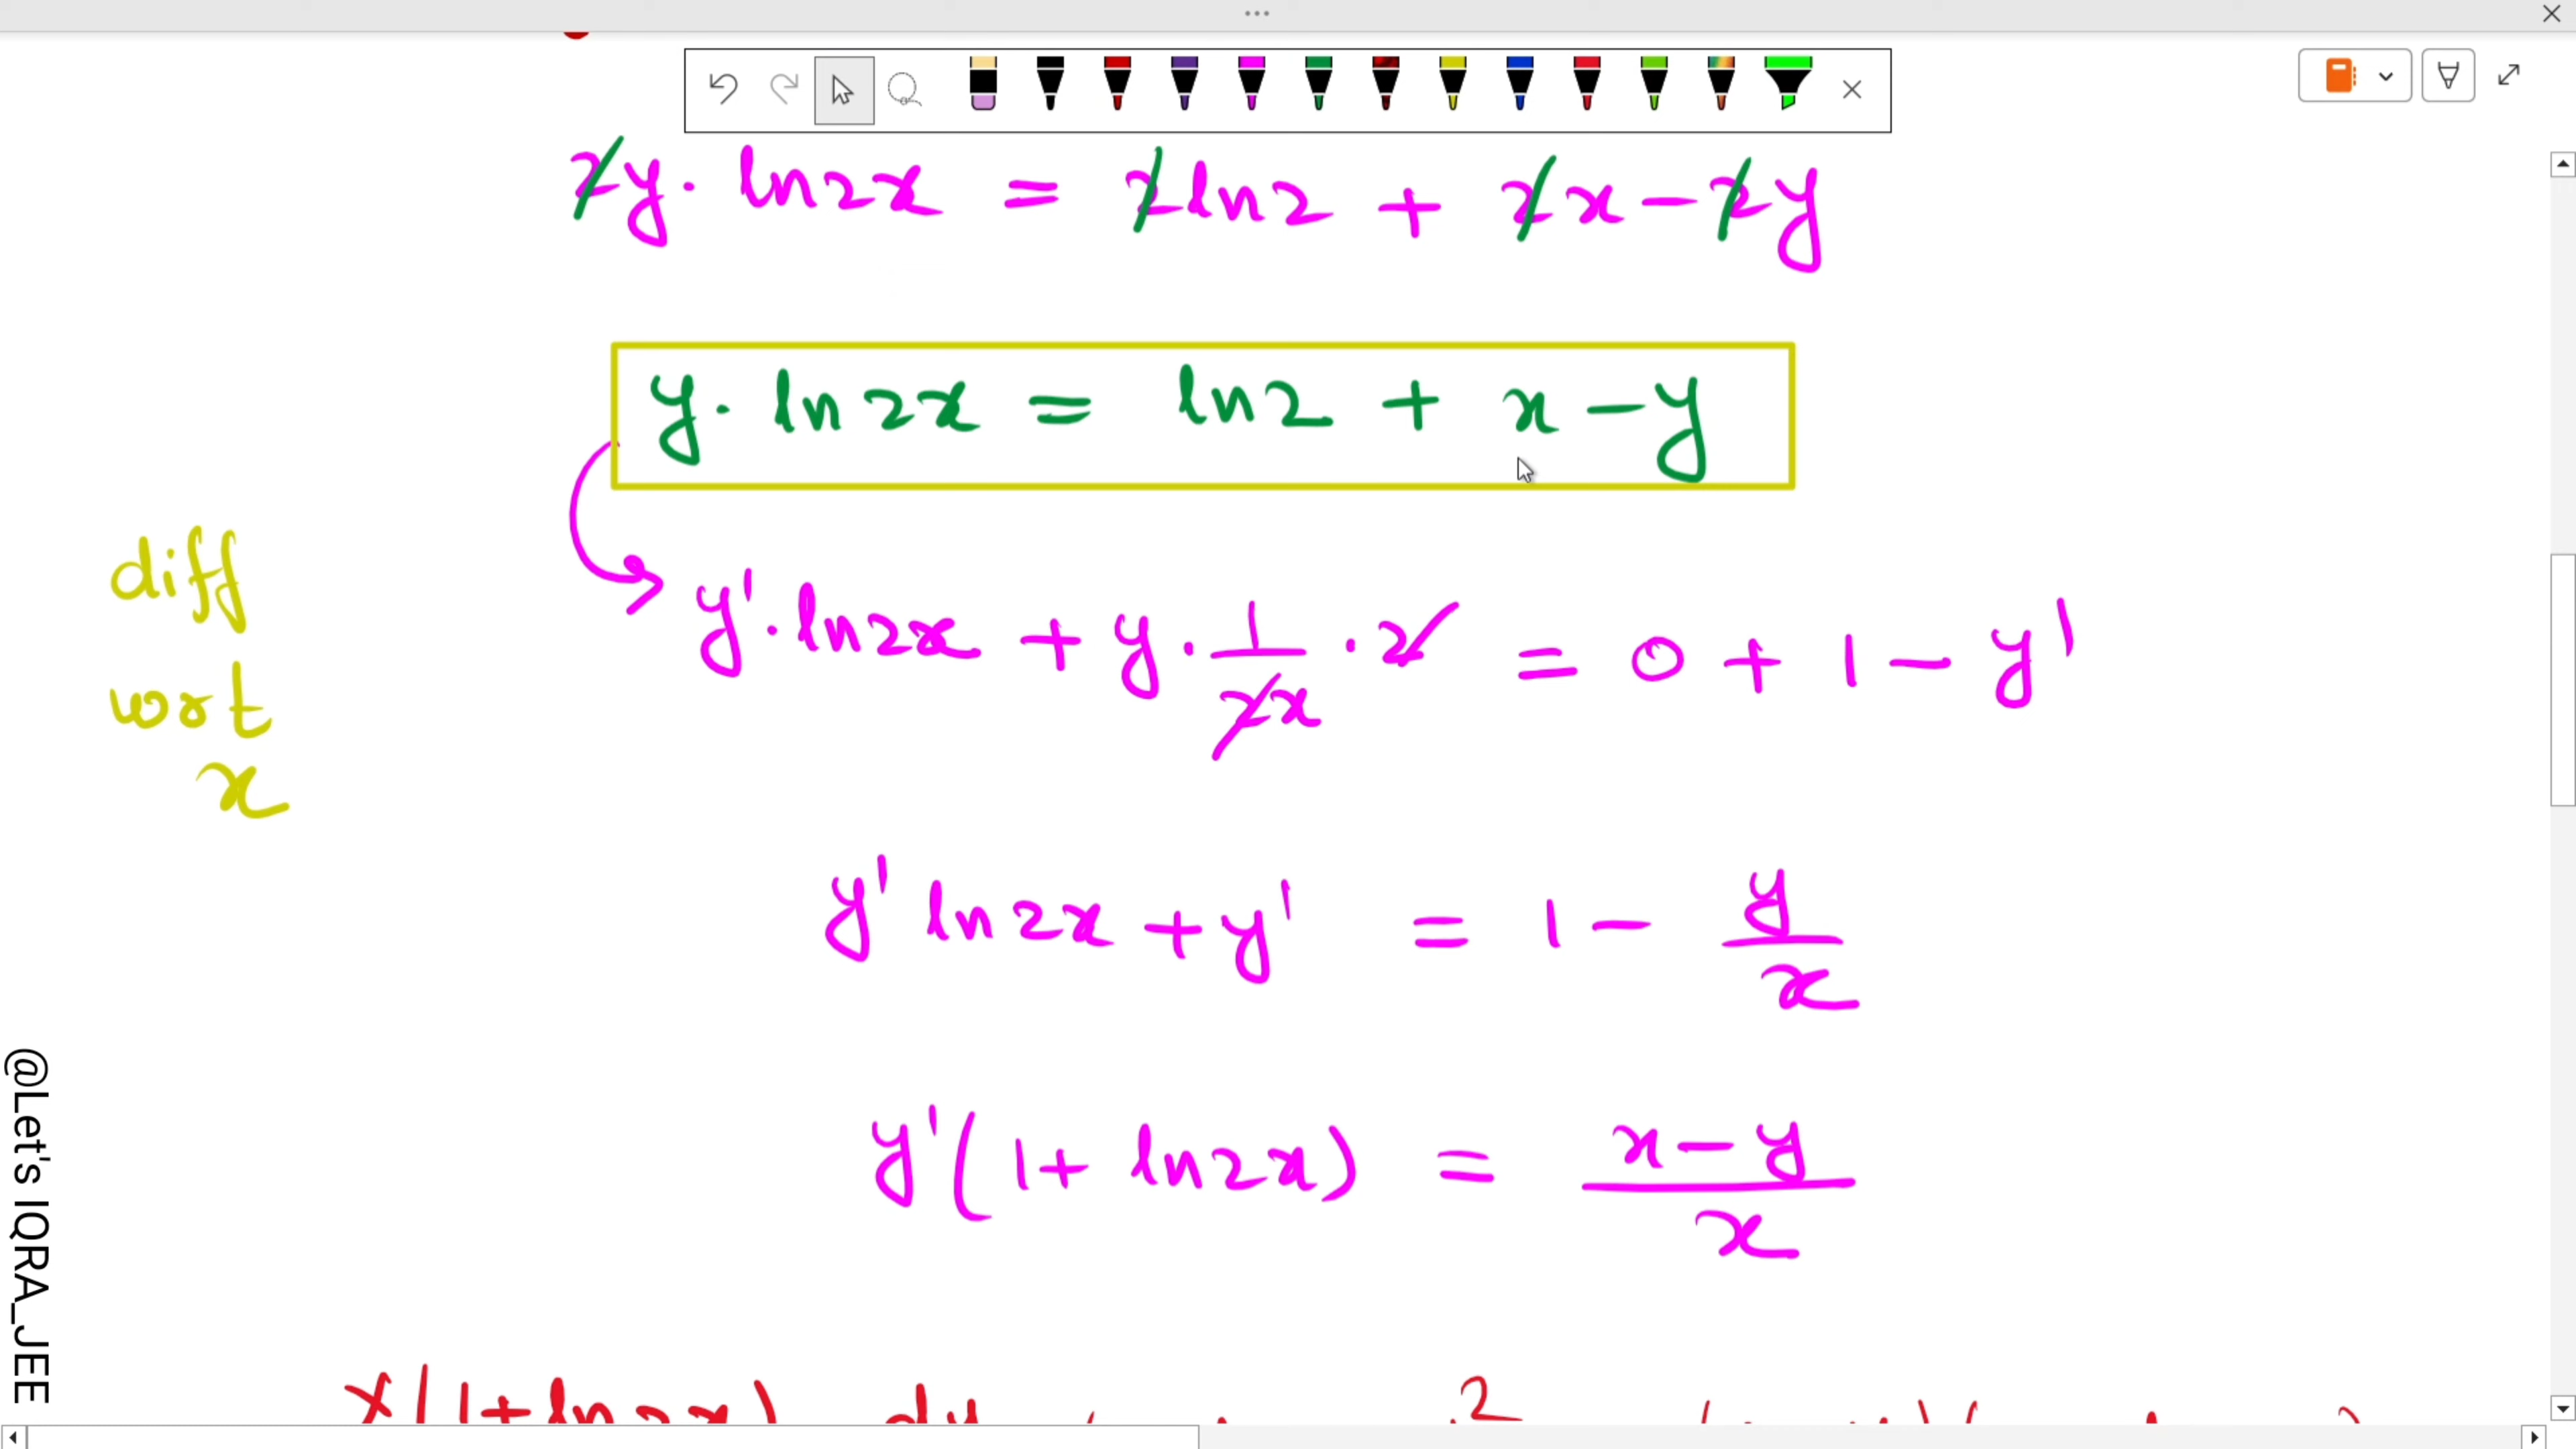 2y. ln2x = 2ln2 + 2x - 2y
y. ln2x = ln2 + x - y
diff
wrt
x
y'. ln2x + y. 1/2x . 2 = 0 + 1 - y'
y' ln2x + y' = 1 - y/x
y'(1 + ln2x) = x-y/x
@Let's IQRA_JEE